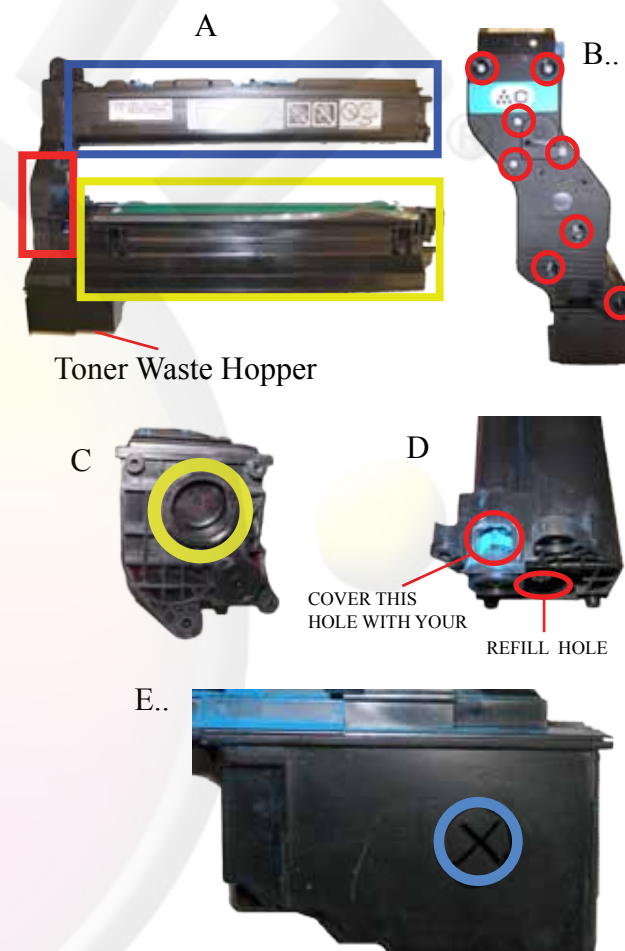 A
B..
C
Toner Waste Hopper
C
D
COVER THIS
HOLE WITH YOUR
REFILL HOLE
E..